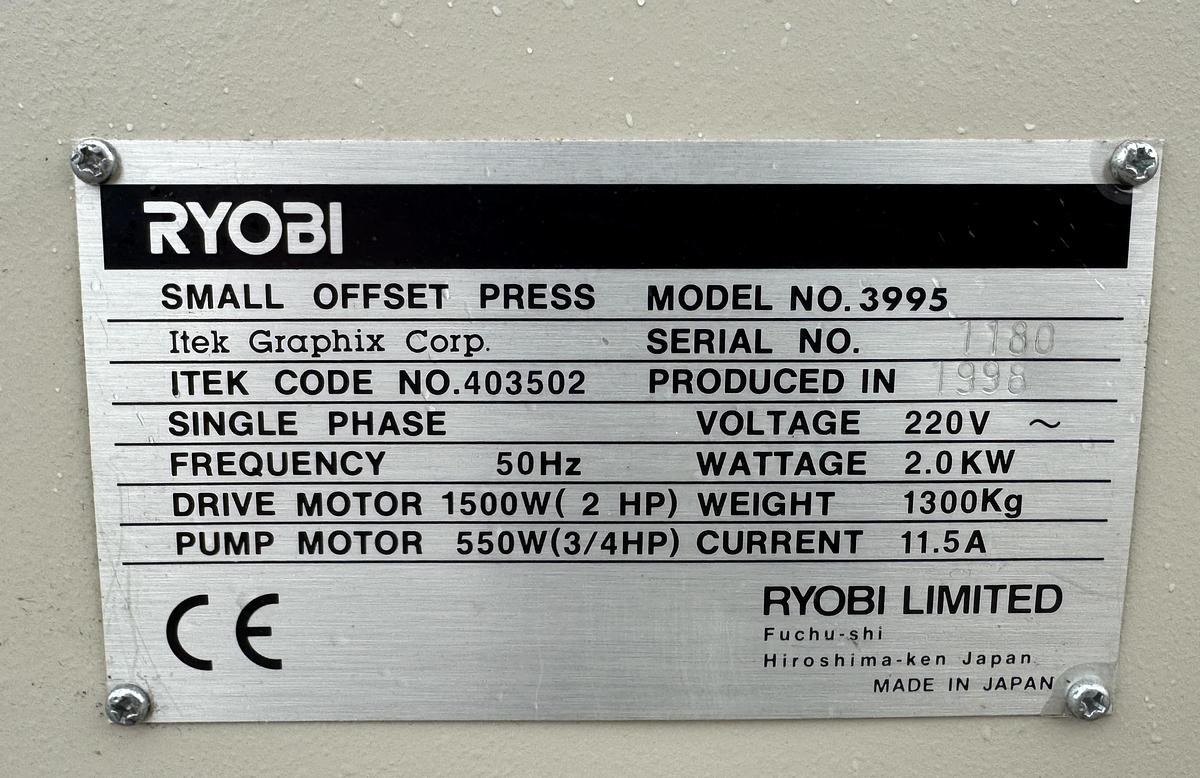 RYOBI
SMALL OFFSET PRESS MODEL NO. 3995
Itek Graphix Corp. SERIAL NO. 1180
ITEK CODE NO. 403502 PRODUCED IN 1998
SINGLE PHASE VOLTAGE 220V ~
FREQUENCY 50Hz WATTAGE 2.0KW
DRIVE MOTOR 1500W( 2 HP) WEIGHT 1300Kg
PUMP MOTOR 550W(3/4HP) CURRENT 11.5A
CE RYOBI LIMITED
Fuchu-shi
Hiroshima-ken Japan
MADE IN JAPAN